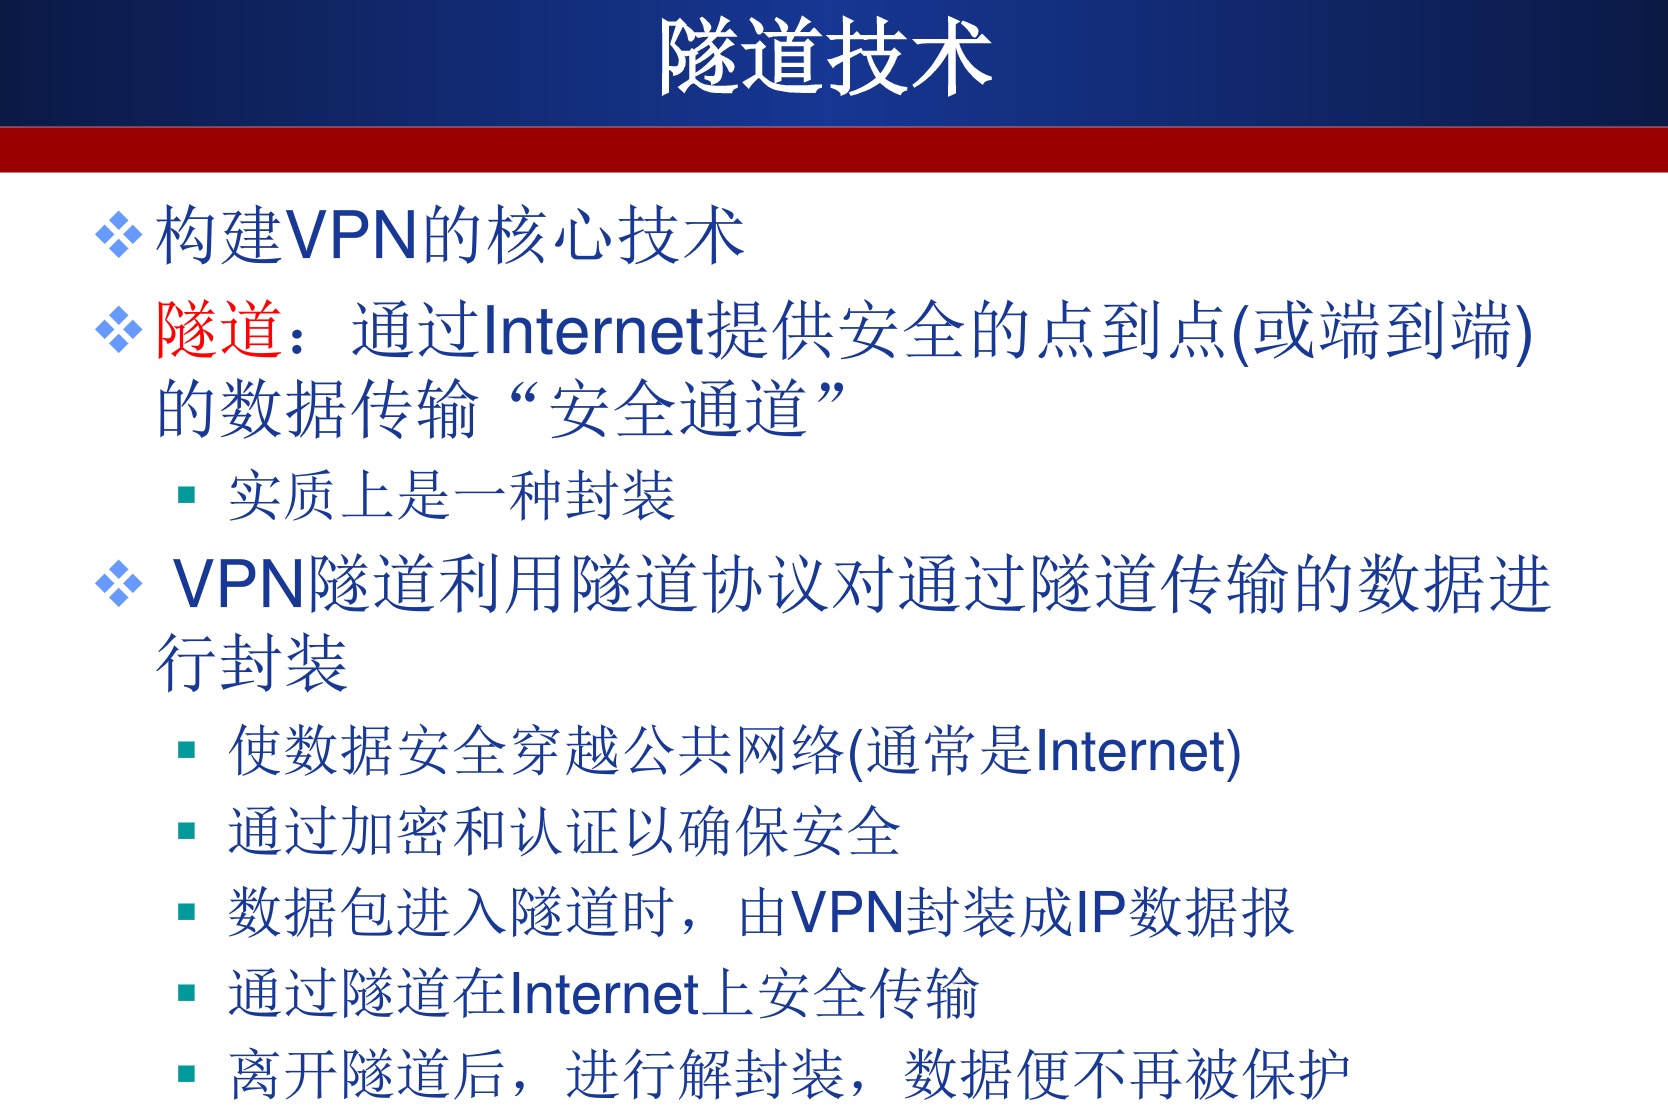 隧道技术
构建VPN的核心技术
隧道：通过Internet提供安全的点到点(或端到端)
的数据传输“安全通道”
实质上是一种封装
VPN隧道利用隧道协议对通过隧道传输的数据进
行封装
使数据安全穿越公共网络(通常是Internet)
通过加密和认证以确保安全
数据包进入隧道时，由VPN封装成IP数据报
通过隧道在Internet上安全传输
离开隧道后，进行解封装，数据便不再被保护